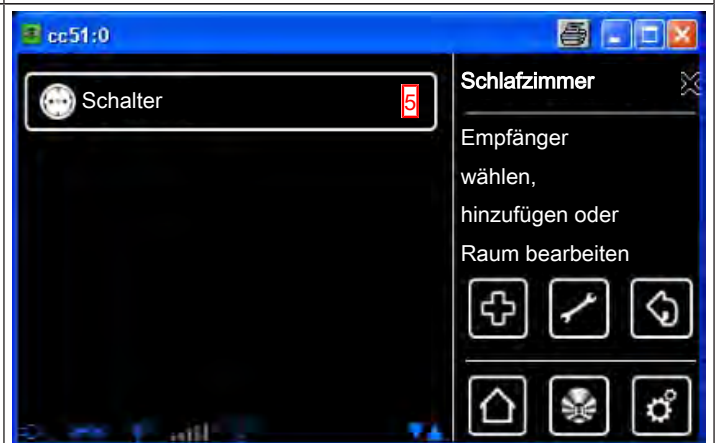 cc51:0
Schalter 5
Schlafzimmer
Empfänger
wählen,
hinzufügen oder
Raum bearbeiten